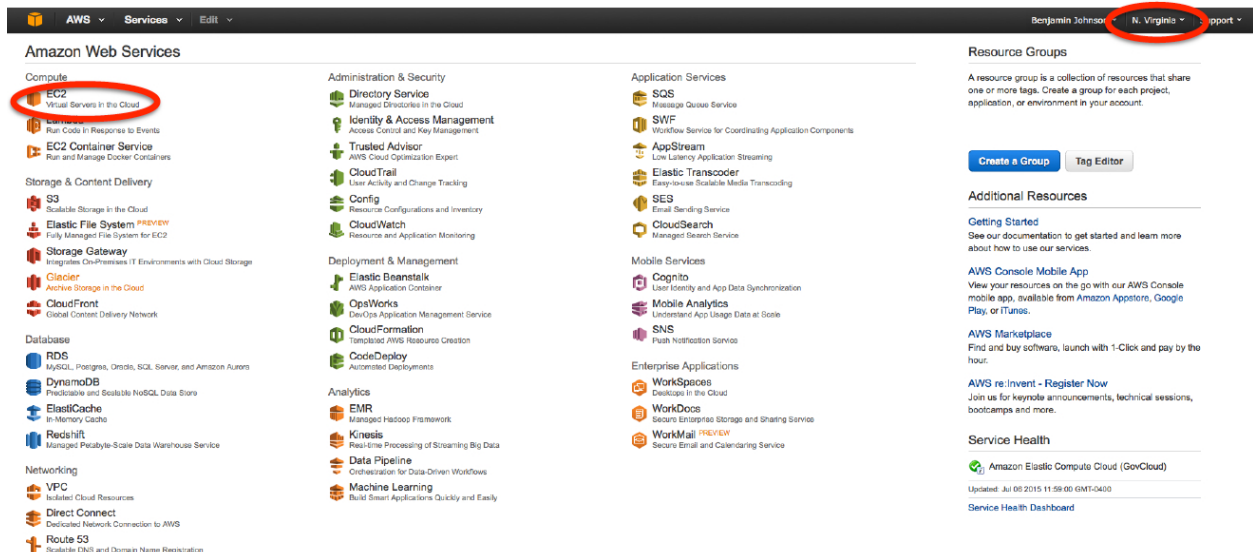 AWS Services Edit Benjamin Johnson N. Virginia Support
Amazon Web Services
Compute
EC2
Virtual Servers in the Cloud
Lambda
Run Code in Response to Events
EC2 Container Service
Run and Manage Docker Containers
Storage & Content Delivery
S3
Scalable Storage in the Cloud
Elastic File System PREVIEW
Fully Managed File System for EC2
Storage Gateway
Integrates On-Premises IT Environments with Cloud Storage
Glacier
Archive Storage in the Cloud
CloudFront
Global Content Delivery Network
Database
RDS
MySQL, Postgres, Oracle, SQL Server, and Amazon Aurora
DynamoDB
Predictable and Scalable NoSQL Data Store
ElastiCache
In-Memory Cache
Redshift
Managed Petabyte-Scale Data Warehouse Service
Networking
VPC
Isolated Cloud Resources
Direct Connect
Dedicated Network Connection to AWS
Route 53
Scalable DNS and Domain Name Registration
Administration & Security
Directory Service
Managed Directories in the Cloud
Identity & Access Management
Access Control and Key Management
Trusted Advisor
AWS Cloud Optimization Expert
CloudTrail
User Activity and Change Tracking
Config
Resource Configurations and Inventory
CloudWatch
Resource and Application Monitoring
Deployment & Management
Elastic Beanstalk
AWS Application Container
OpsWorks
DevOps Application Management Service
CloudFormation
Templated AWS Resource Creation
CodeDeploy
Automated Deployments
Analytics
EMR
Managed Hadoop Framework
Kinesis
Real-time Processing of Streaming Big Data
Data Pipeline
Orchestration for Data-Driven Workflows
Machine Learning
Build Smart Applications Quickly and Easily
Application Services
SQS
Message Queue Service
SWF
Workflow Service for Coordinating Application Components
AppStream
Low Latency Application Streaming
Elastic Transcoder
Easy-to-use Scalable Media Transcoding
SES
Email Sending Service
CloudSearch
Managed Search Service
Mobile Services
Cognito
User Identity and App Data Synchronization
Mobile Analytics
Understand App Usage Data at Scale
SNS
Push Notification Service
Enterprise Applications
WorkSpaces
Desktops in the Cloud
WorkDocs
Secure Enterprise Storage and Sharing Service
WorkMail PREVIEW
Secure Email and Calendaring Service
Resource Groups
A resource group is a collection of resources that share
one or more tags. Create a group for each project,
application, or environment in your account.
Create a Group Tag Editor
Additional Resources
Getting Started
See our documentation to get started and learn more
about how to use our services.
AWS Console Mobile App
View your resources on the go with our AWS Console
mobile app, available from Amazon Appstore, Google
Play, or iTunes.
AWS Marketplace
Find and buy software, launch with 1-Click and pay by the
hour.
AWS re:Invent - Register Now
Join us for keynote announcements, technical sessions,
bootcamps and more.
Service Health
Amazon Elastic Compute Cloud (GovCloud)
Updated: Jul 06 2015 11:59:00 GMT-0400
Service Health Dashboard